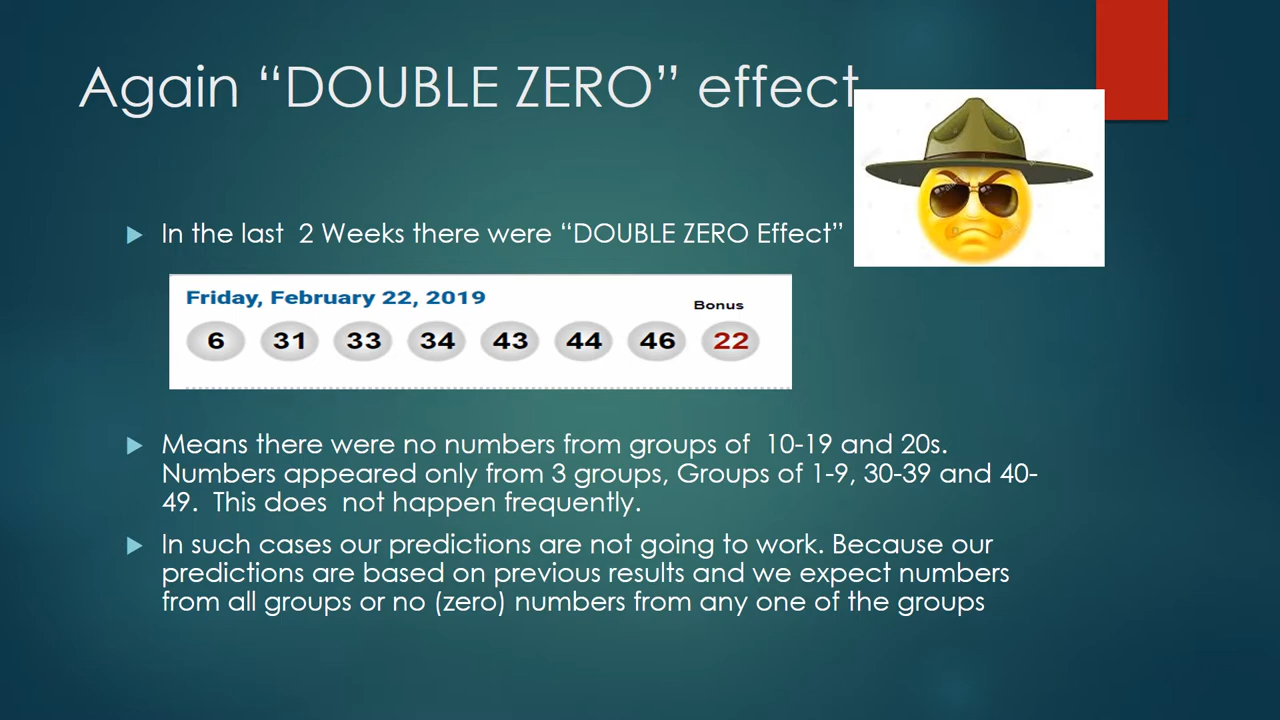 Again “DOUBLE ZERO” effect
In the last 2 Weeks there were “DOUBLE ZERO Effect”
Friday, February 22, 2019
Bonus
6 31 33 34 43 44 46 22
Means there were no numbers from groups of 10-19 and 20s.
Numbers appeared only from 3 groups, Groups of 1-9, 30-39 and 40-
49. This does not happen frequently.
In such cases our predictions are not going to work. Because our
predictions are based on previous results and we expect numbers
from all groups or no (zero) numbers from any one of the groups